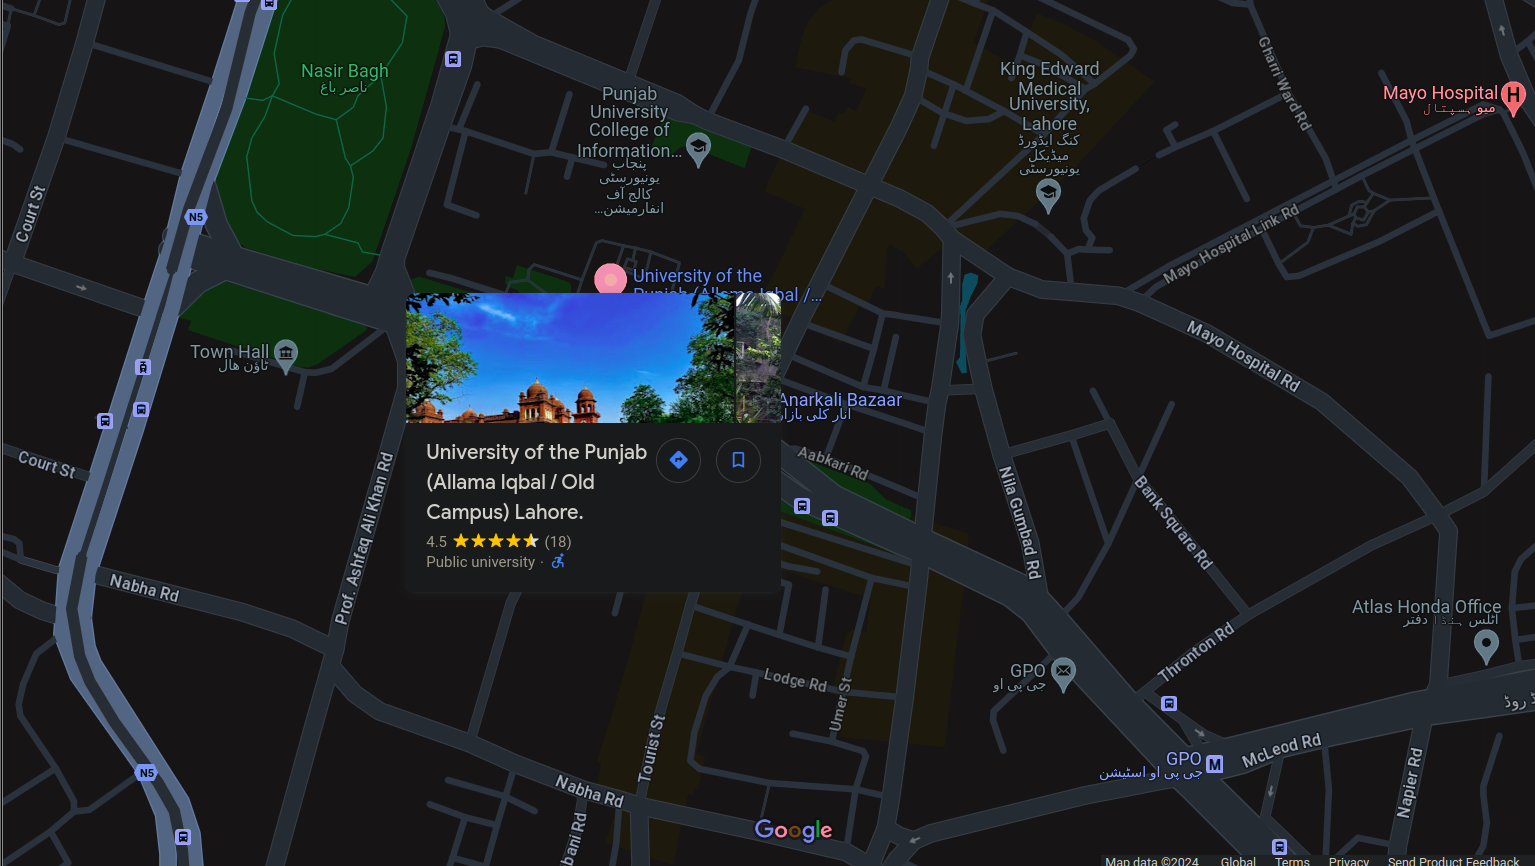 Nasir Bagh
ناصر باغ
Punjab
University
College of
Information...
پنجاب
یونیورسٹی
کالج آف
انفارمیشن...
King Edward
Medical
University,
Lahore
کنگ ایڈورڈ
میڈیکل
یونیورسٹی
Gharri Ward Rd
Mayo Hospital
H
میو ہسپتال
Court St
N5
Mayo Hospital Link Rd
University of the
Punjab (Allama Iqbal /...
Town Hall
ٹاؤن ھال
Mayo Hospital Rd
Anarkali Bazaar
انار کلی بازار
University of the Punjab
(Allama Iqbal / Old
Campus) Lahore.
4.5 (18)
Public university ·
Aabkari Rd
Court St
Prof. Ashfaq Ali Khan Rd
Nila Gumbad Rd
Bank Square Rd
Nabha Rd
Atlas Honda Office
اٹلس ہنڈا دفتر
Thronton Rd
GPO
جی پی او
Lodge Rd
Umer St
Tourist St
روڈ
N5
GPO
M
جی پی او اسٹیشن
McLeod Rd
Napier Rd
Nabha Rd
bani Rd
Google
Map data ©2024 Global Terms Privacy Send Product Feedback